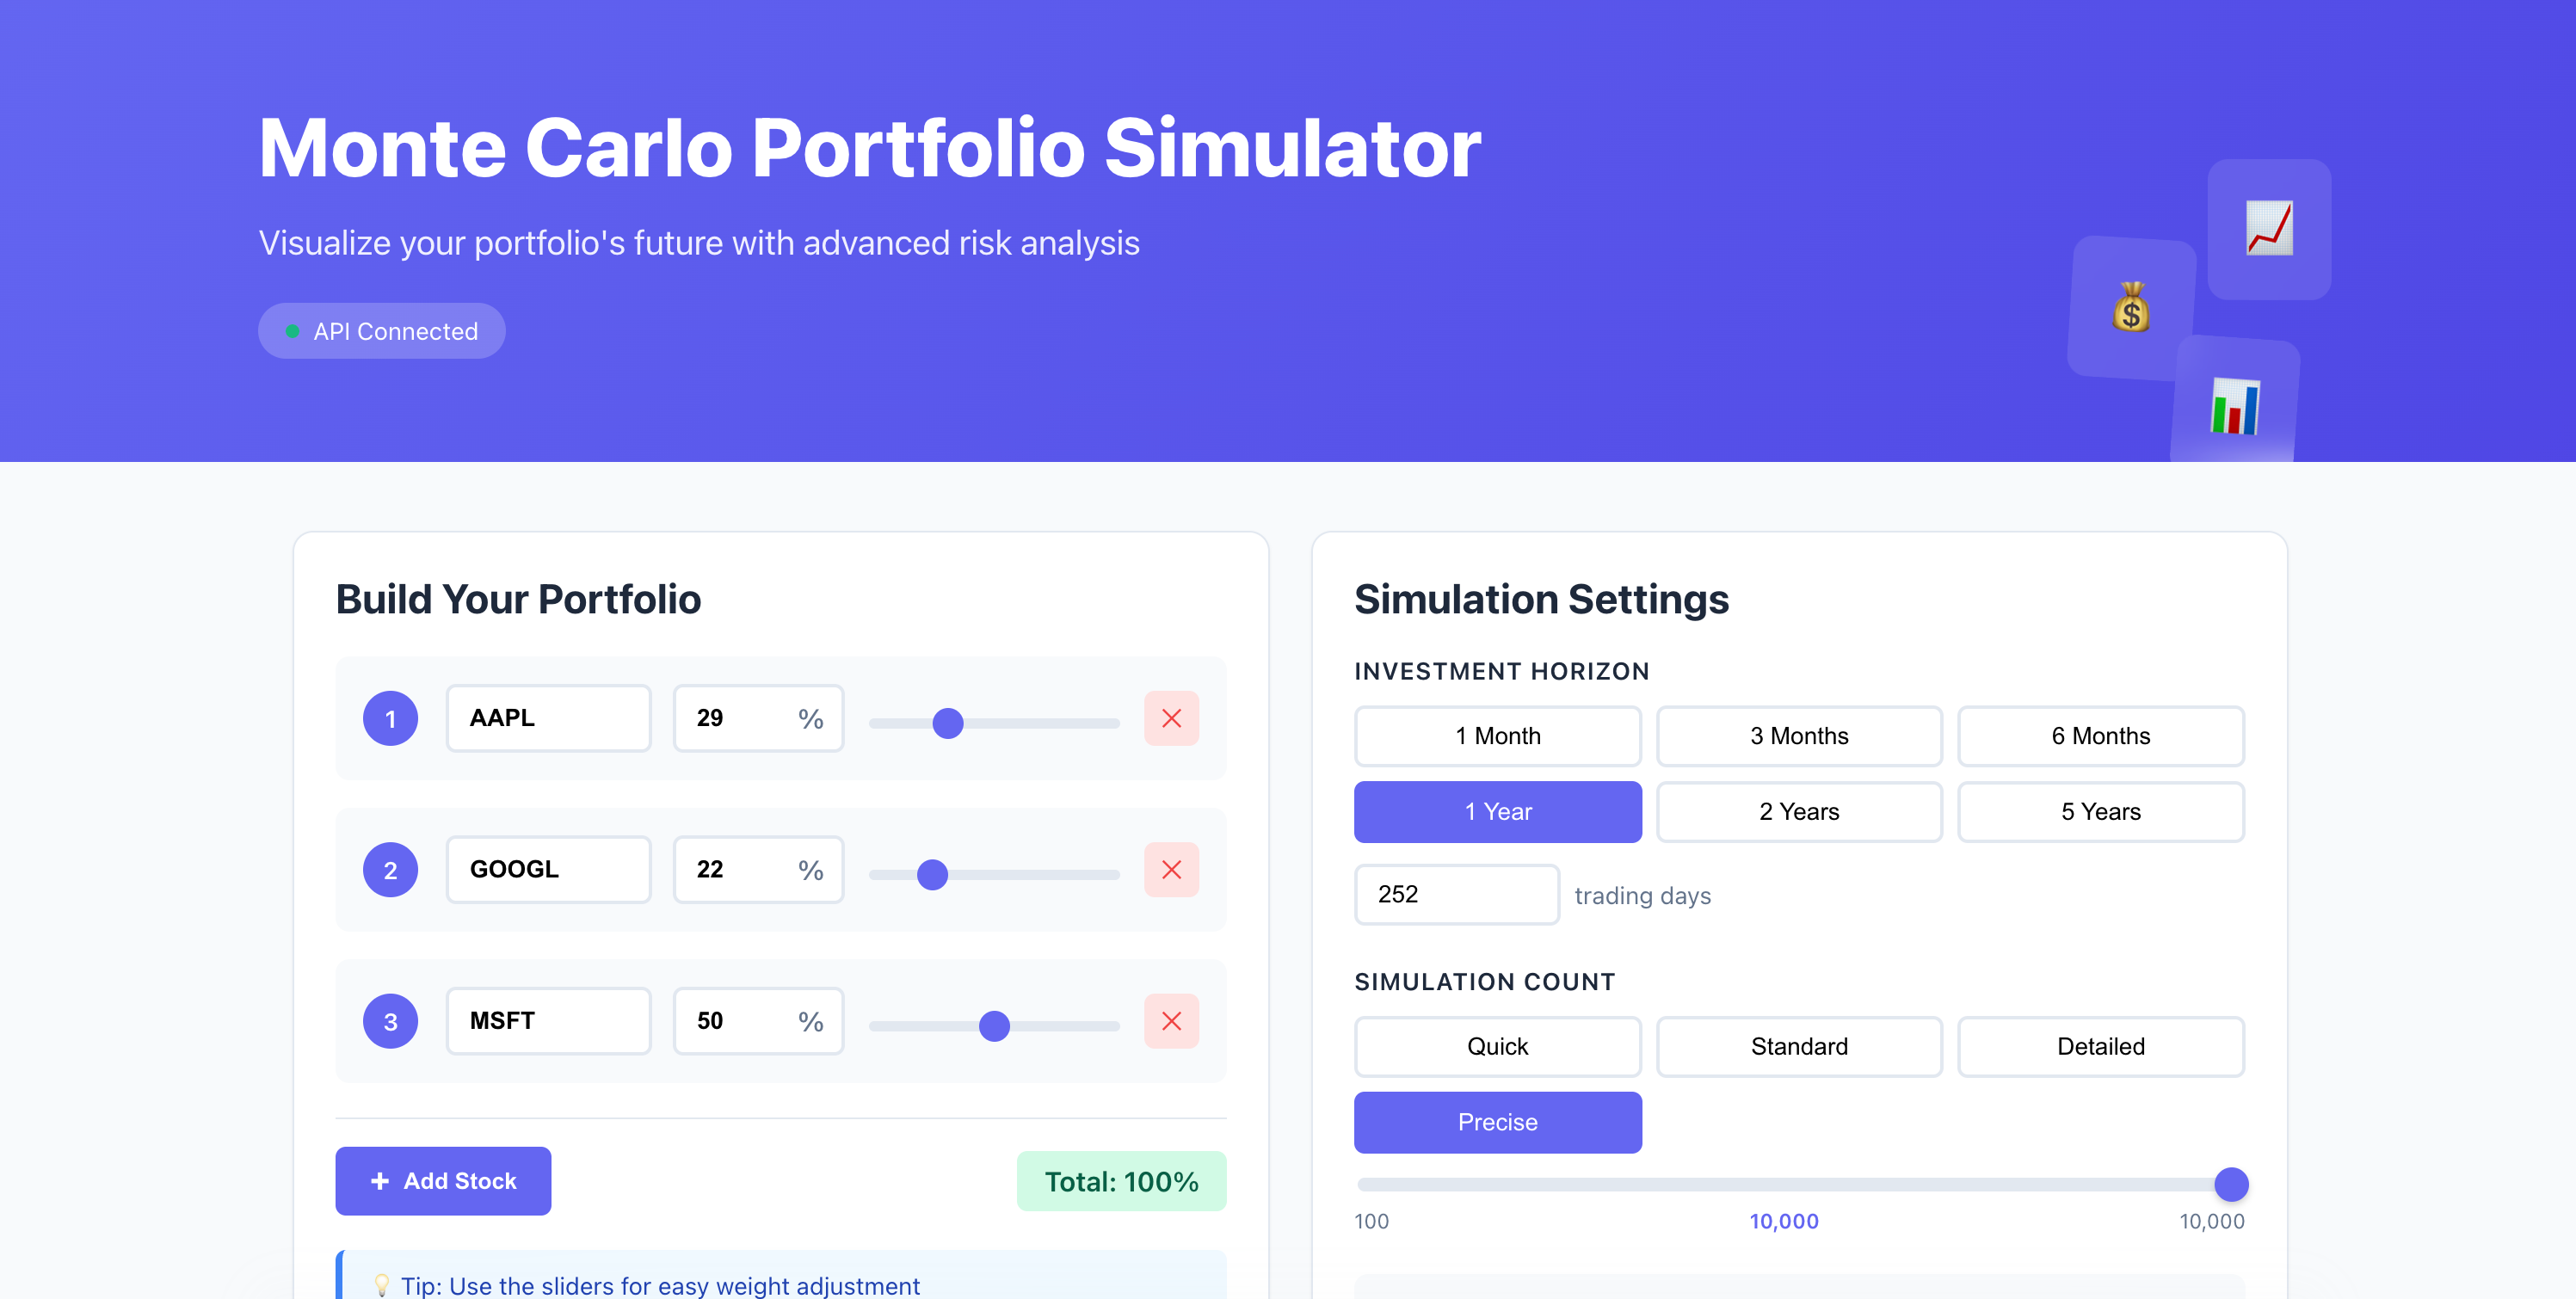 Monte Carlo Portfolio Simulator
Visualize your portfolio's future with advanced risk analysis
API Connected
$
Build Your Portfolio
1 AAPL 29 %
2 GOOGL 22 %
3 MSFT 50 %
Add Stock
Total: 100%
Tip: Use the sliders for easy weight adjustment
Simulation Settings
INVESTMENT HORIZON
1 Month 3 Months 6 Months
1 Year 2 Years 5 Years
252 trading days
SIMULATION COUNT
Quick Standard Detailed
Precise
100 10,000 10,000